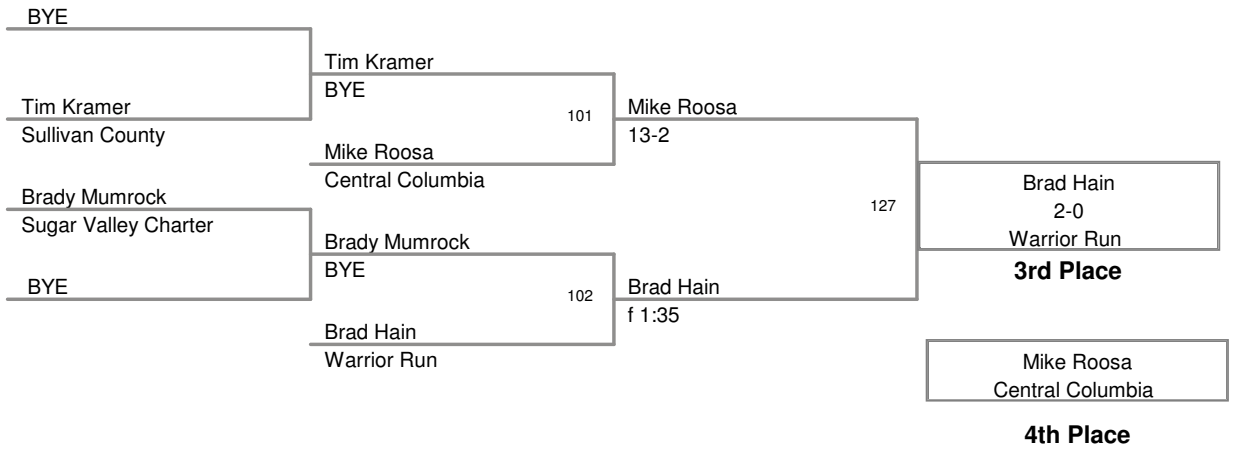 BYE
Tim Kramer
BYE
Tim Kramer
Sullivan County
101
Mike Roosa
13-2
Mike Roosa
Central Columbia
Brady Mumrock
Sugar Valley Charter
127
Brad Hain
2-0
Warrior Run
3rd Place
Brady Mumrock
BYE
BYE
102
Brad Hain
f 1:35
Brad Hain
Warrior Run
Mike Roosa
Central Columbia
4th Place